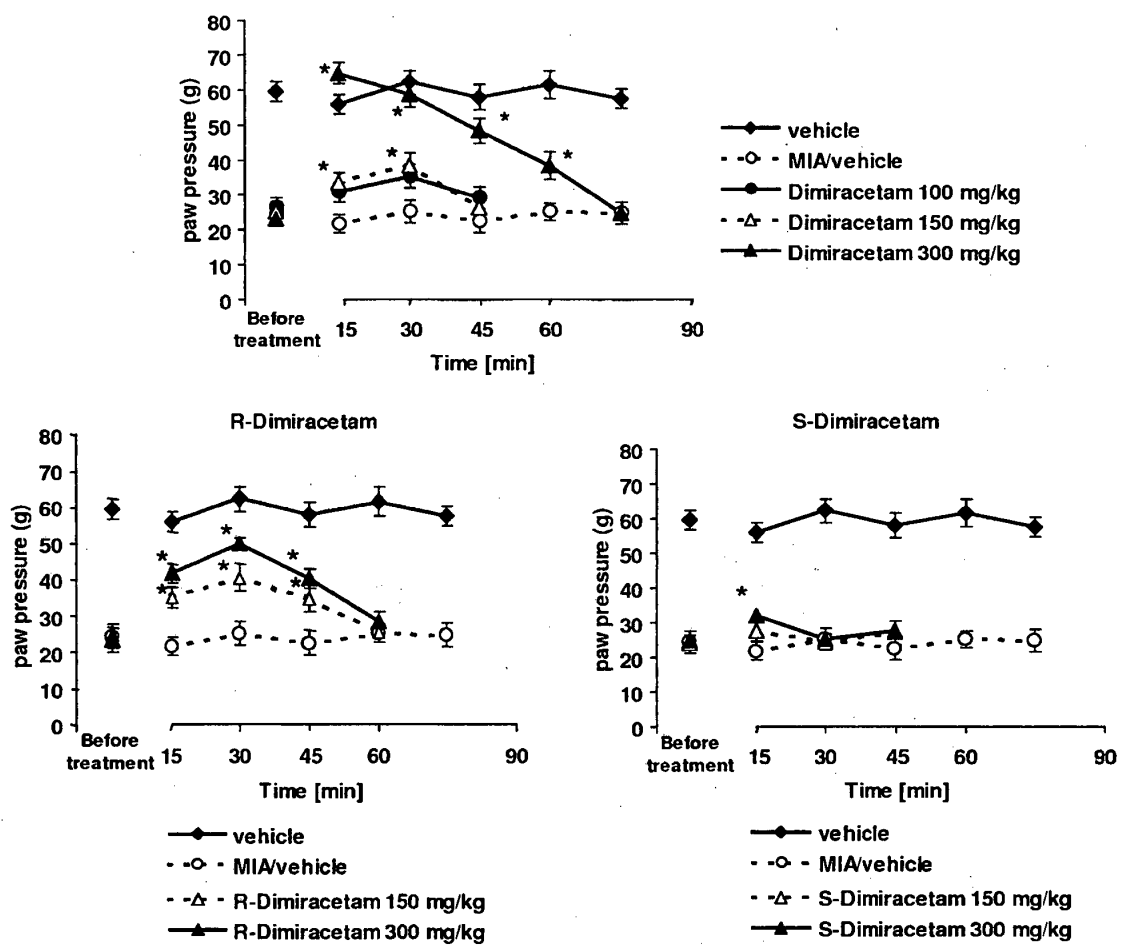 paw pressure (g)
80
70
60
50
40
30
20
10
0
* * * * * *
Before treatment
15 30 45 60 90
Time [min]
vehicle
MIA/vehicle
Dimiracetam 100 mg/kg
Dimiracetam 150 mg/kg
Dimiracetam 300 mg/kg
R-Dimiracetam
paw pressure (g)
80
70
60
50
40
30
20
10
0
* * * * * *
Before
treatment
15 30 45 60 90
Time [min]
vehicle
MIA/vehicle
R-Dimiracetam 150 mg/kg
R-Dimiracetam 300 mg/kg
S-Dimiracetam
paw pressure (g)
80
70
60
50
40
30
20
10
0
*
Before
treatment
15 30 45 60 90
Time [min]
vehicle
MIA/vehicle
S-Dimiracetam 150 mg/kg
S-Dimiracetam 300 mg/kg